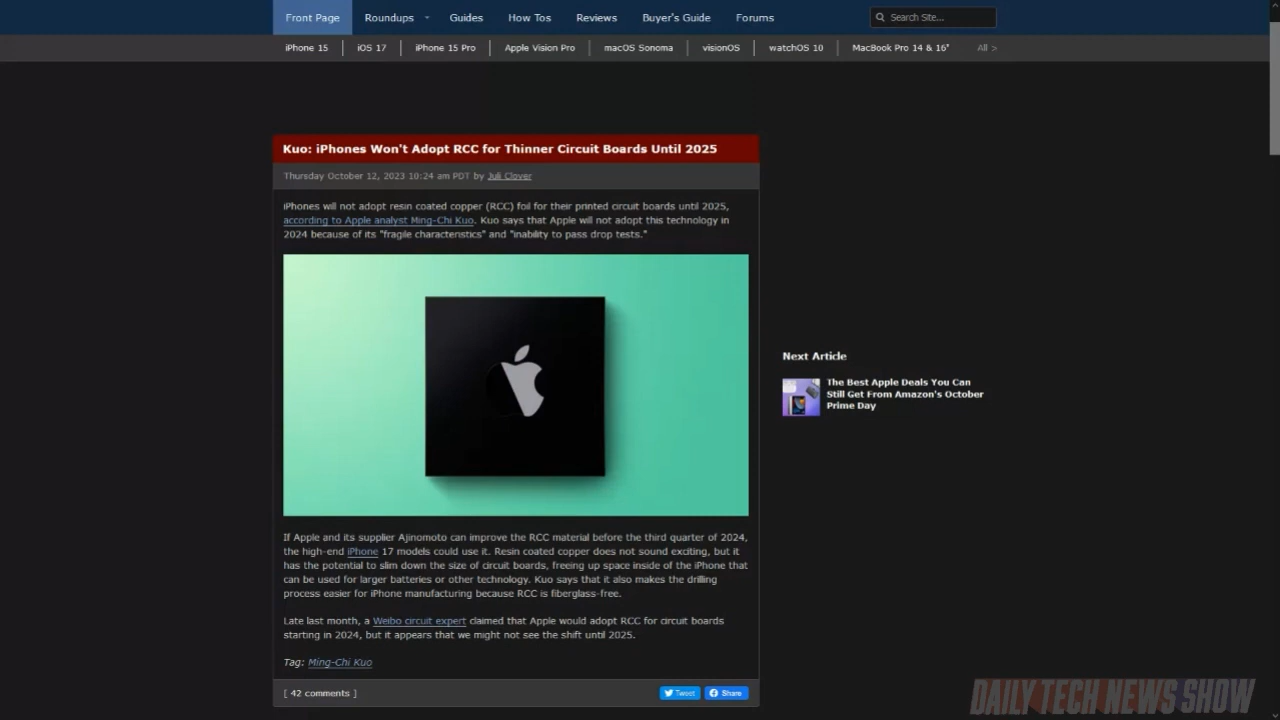 Front Page
Roundups
Guides
How Tos
Reviews
Buyer's Guide
Forums
Search Site...
iPhone 15
iOS 17
iPhone 15 Pro
Apple Vision Pro
macOS Sonoma
visionOS
watchOS 10
MacBook Pro 14 & 16"
All >
Kuo: iPhones Won't Adopt RCC for Thinner Circuit Boards Until 2025
Thursday October 12, 2023 10:24 am PDT by Juli Clover
iPhones will not adopt resin coated copper (RCC) foil for their printed circuit boards until 2025,
according to Apple analyst Ming-Chi Kuo. Kuo says that Apple will not adopt this technology in
2024 because of its "fragile characteristics" and "inability to pass drop tests."
Next Article
The Best Apple Deals You Can
Still Get From Amazon's October
Prime Day
If Apple and its supplier Ajinomoto can improve the RCC material before the third quarter of 2024,
the high-end iPhone 17 models could use it. Resin coated copper does not sound exciting, but it
has the potential to slim down the size of circuit boards, freeing up space inside of the iPhone that
can be used for larger batteries or other technology. Kuo says that it also makes the drilling
process easier for iPhone manufacturing because RCC is fiberglass-free.
Late last month, a Weibo circuit expert claimed that Apple would adopt RCC for circuit boards
starting in 2024, but it appears that we might not see the shift until 2025.
Tag: Ming-Chi Kuo
[ 42 comments ]
Tweet
Share
DAILY TECH NEWS SHOW